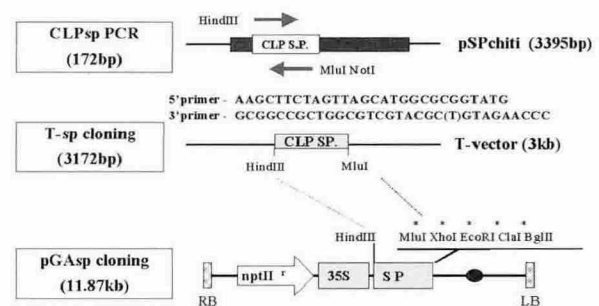 HindIII
CLPsp PCR
(172bp)
CLP S.P.
pSPchiti (3395bp)
MluI NotI
5'primer - AAGCTTCTAGTTAGCATGGCGCGGTATG
3'primer - GCGGCCGCTGGCGTCGTACGC(T)GTAGAACCC
T-sp cloning
(3172bp)
CLP SP.
T-vector (3kb)
HindIII
MluI
* * * * *
HindIII
MluI XhoI EcoRI ClaI BglII
pGAsp cloning
(11.87kb)
nptII r
35S
S P
RB
LB